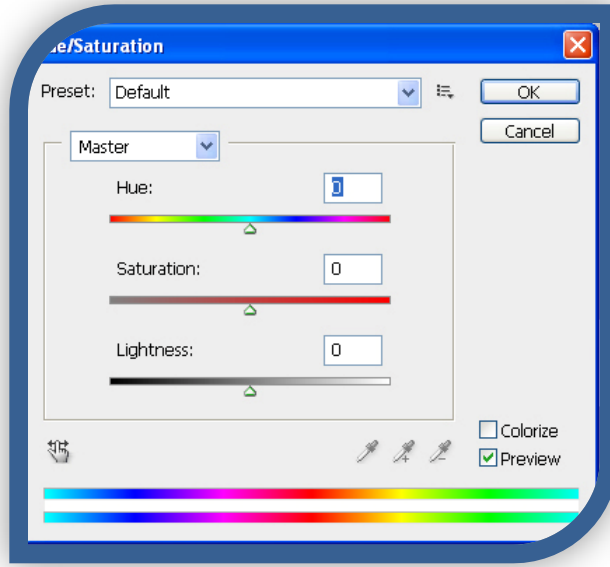 ue/Saturation
Preset: Default
OK
Cancel
Master
Hue: 0
Saturation: 0
Lightness: 0
Colorize
Preview